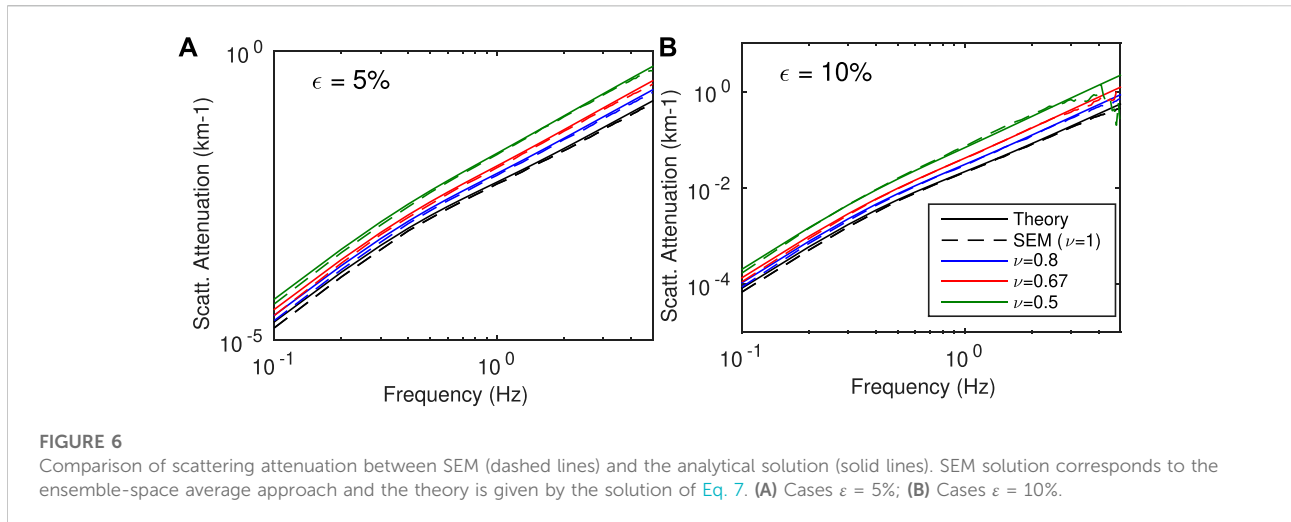 A
ϵ = 5%
10^0
10^-5
10^-1
10^0
Scatt. Attenuation (km-1)
Frequency (Hz)
B
ϵ = 10%
10^0
10^-2
10^-4
10^-1
10^0
Scatt. Attenuation (km-1)
Frequency (Hz)
Theory
SEM (ν=1)
ν=0.8
ν=0.67
ν=0.5
FIGURE 6
Comparison of scattering attenuation between SEM (dashed lines) and the analytical solution (solid lines). SEM solution corresponds to the
ensemble-space average approach and the theory is given by the solution of Eq. 7. (A) Cases ε = 5%; (B) Cases ε = 10%.